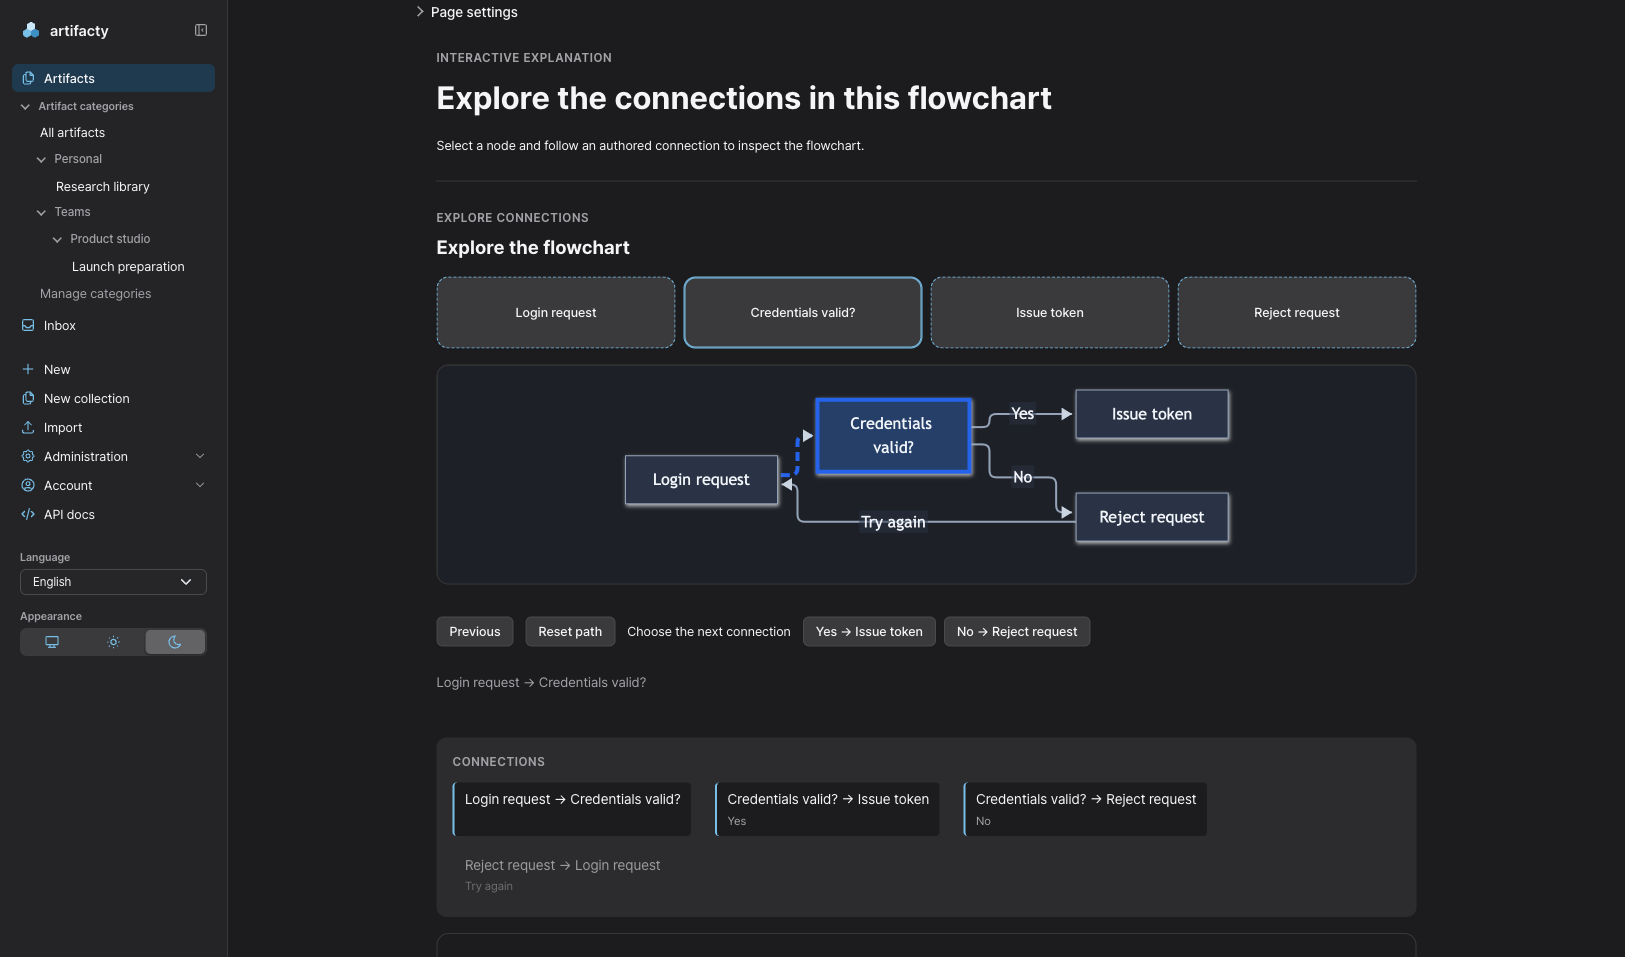 artifacty
Artifacts
Artifact categories
All artifacts
Personal
Research library
Teams
Product studio
Launch preparation
Manage categories
Inbox
New
New collection
Import
Administration
Account
API docs
Language
English
Appearance
Page settings
INTERACTIVE EXPLANATION
Explore the connections in this flowchart
Select a node and follow an authored connection to inspect the flowchart.
EXPLORE CONNECTIONS
Explore the flowchart
Login request
Credentials valid?
Issue token
Reject request
Login request
Credentials
valid?
Yes
Issue token
No
Reject request
Try again
Previous
Reset path
Choose the next connection
Yes → Issue token
No → Reject request
Login request → Credentials valid?
CONNECTIONS
Login request → Credentials valid?
Credentials valid? → Issue token
Yes
Credentials valid? → Reject request
No
Reject request → Login request
Try again